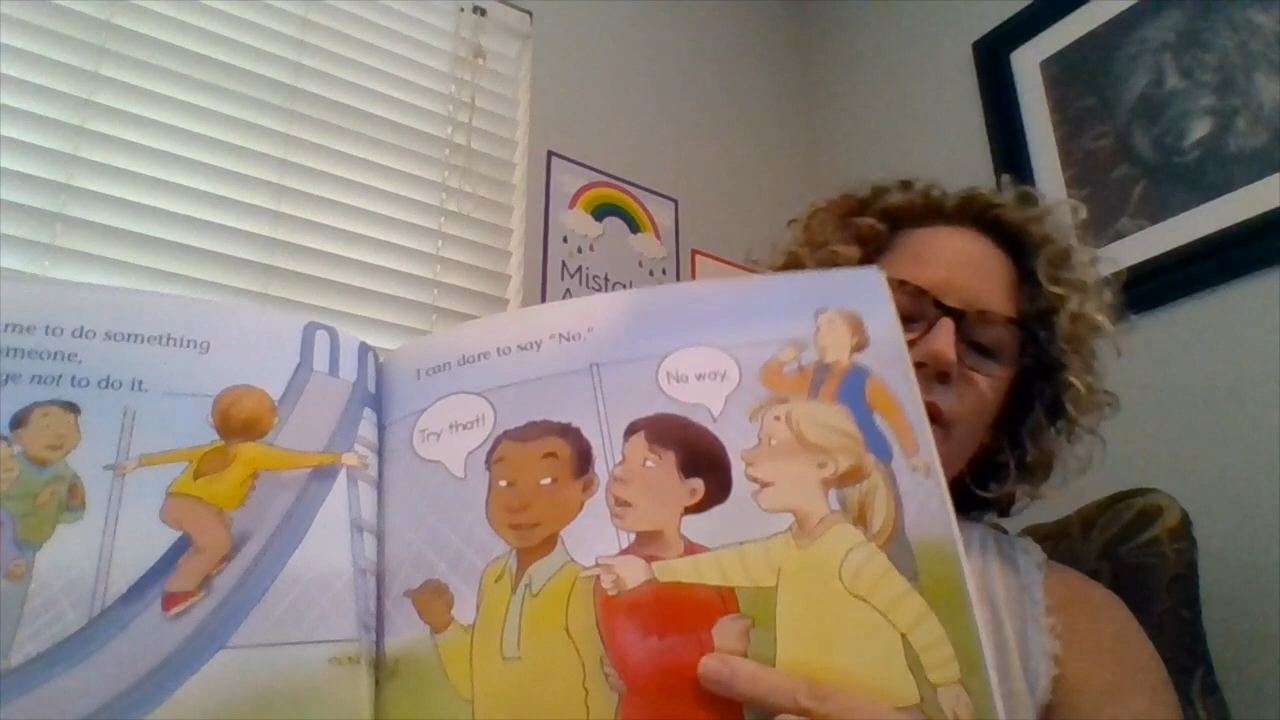 me to do something
meone,
ge not to do it.
I can dare to say "No."
Try that!
No way.
Mista